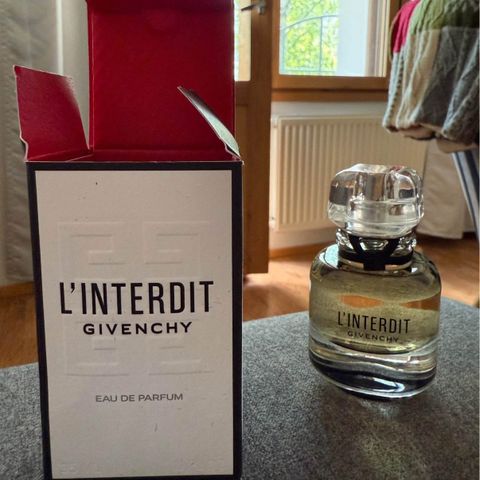 L'INTERDIT
GIVENCHY
EAU DE PARFUM
L'INTERDIT
GIVENCHY